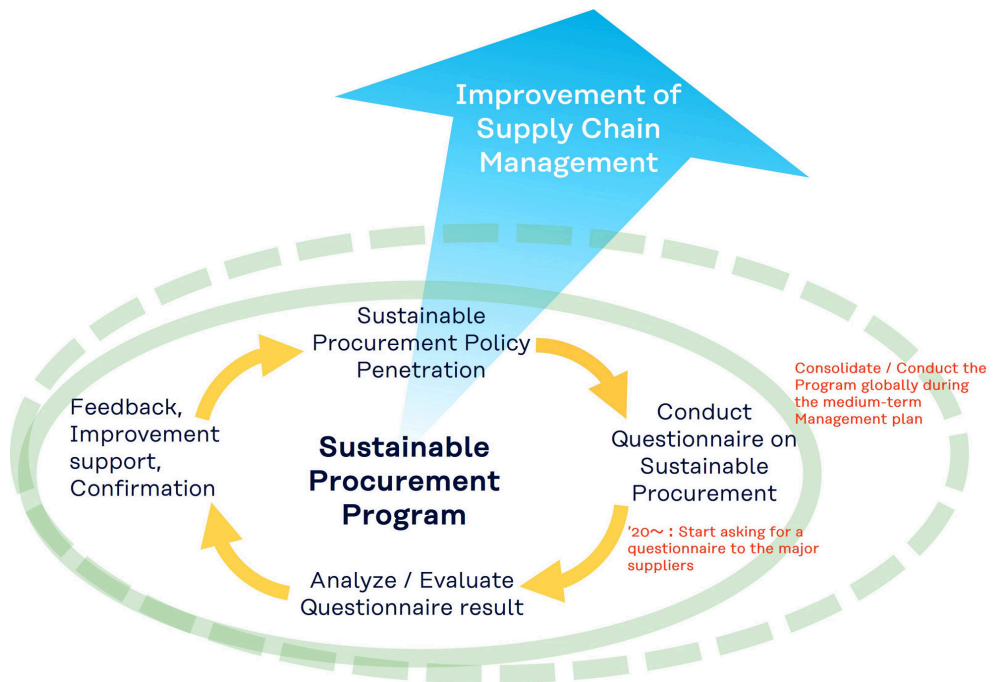 Improvement of
Supply Chain
Management
Sustainable
Procurement Policy
Penetration
Consolidate / Conduct the
Program globally during
the medium-term
Management plan
Feedback,
Improvement
support,
Confirmation
Conduct
Questionnaire on
Sustainable
Procurement
Sustainable
Procurement
Program
'20～ : Start asking for a
questionnaire to the major
suppliers
Analyze / Evaluate
Questionnaire result